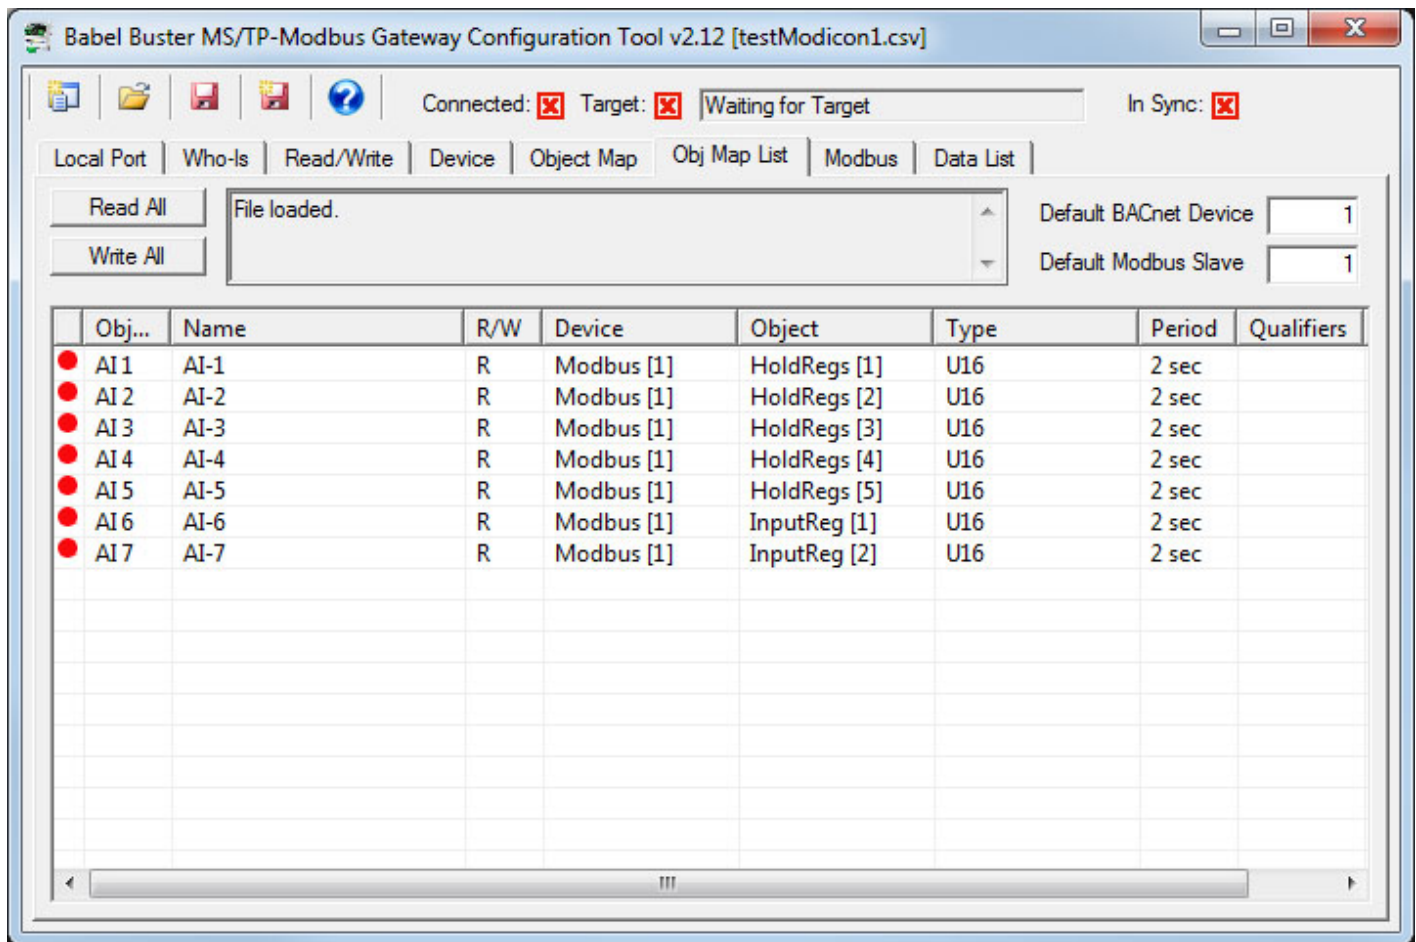 Babel Buster MS/TP-Modbus Gateway Configuration Tool v2.12 [testModicon1.csv]
Connected: Target: Waiting for Target In Sync:
Local Port Who-Is Read/Write Device Object Map Obj Map List Modbus Data List
Read All File loaded. Default BACnet Device 1
Write All Default Modbus Slave 1
Obj... Name R/W Device Object Type Period Qualifiers
AI 1 AI-1 R Modbus [1] HoldRegs [1] U16 2 sec
AI 2 AI-2 R Modbus [1] HoldRegs [2] U16 2 sec
AI 3 AI-3 R Modbus [1] HoldRegs [3] U16 2 sec
AI 4 AI-4 R Modbus [1] HoldRegs [4] U16 2 sec
AI 5 AI-5 R Modbus [1] HoldRegs [5] U16 2 sec
AI 6 AI-6 R Modbus [1] InputReg [1] U16 2 sec
AI 7 AI-7 R Modbus [1] InputReg [2] U16 2 sec